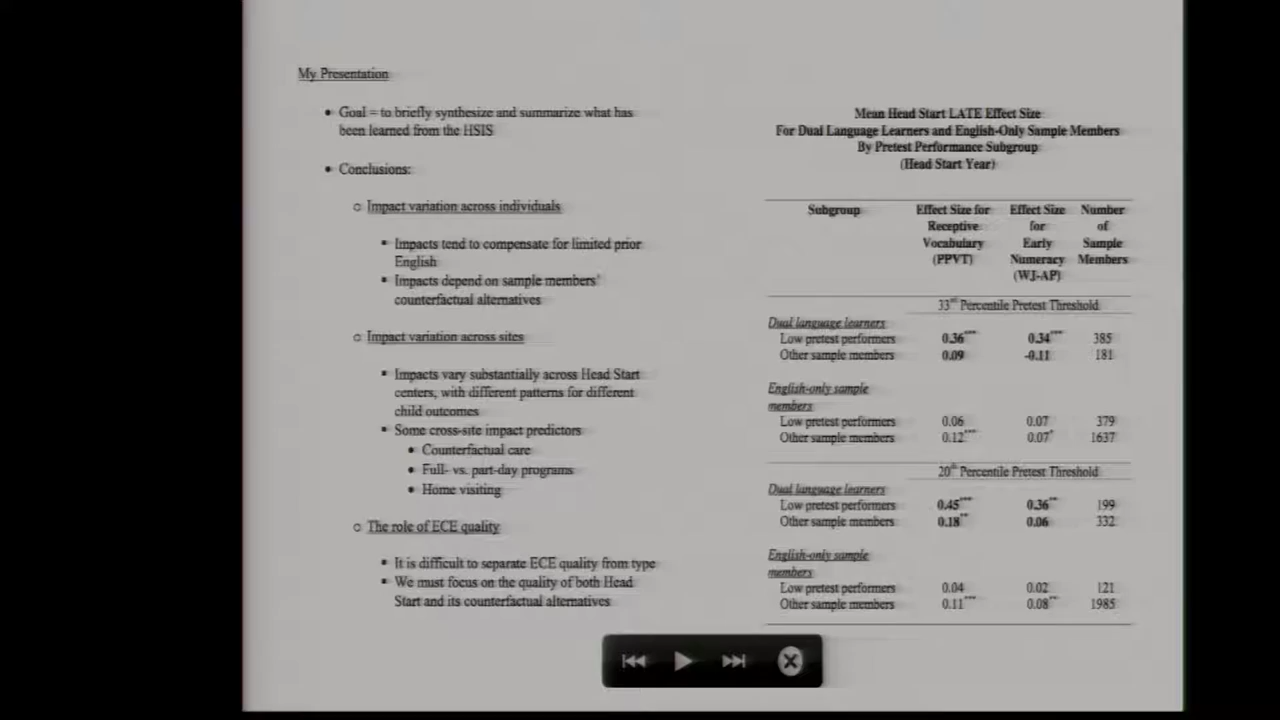 My Presentation
• Goal = to briefly synthesize and summarize what has
been learned from the HSIS
• Conclusions:
o Impact variation across individuals
▪ Impacts tend to compensate for limited prior
English
▪ Impacts depend on sample members'
counterfactual alternatives
o Impact variation across sites
▪ Impacts vary substantially across Head Start
centers, with different patterns for different
child outcomes
▪ Some cross-site impact predictors
• Counterfactual care
• Full- vs. part-day programs
• Home visiting
o The role of ECE quality
▪ It is difficult to separate ECE quality from type
▪ We must focus on the quality of both Head
Start and its counterfactual alternatives
Mean Head Start LATE Effect Size
For Dual Language Learners and English-Only Sample Members
By Pretest Performance Subgroup
(Head Start Year)
Subgroup Effect Size for Effect Size Number
Receptive for of
Vocabulary Early Sample
(PPVT) Numeracy Members
(WJ-AP)
33rd Percentile Pretest Threshold
Dual language learners
Low pretest performers 0.36*** 0.34*** 385
Other sample members 0.09 -0.11 181
English-only sample
members
Low pretest performers 0.06 0.07 379
Other sample members 0.12*** 0.07* 1637
20th Percentile Pretest Threshold
Dual language learners
Low pretest performers 0.45*** 0.36** 199
Other sample members 0.18** 0.06 332
English-only sample
members
Low pretest performers 0.04 0.02 121
Other sample members 0.11*** 0.08** 1985